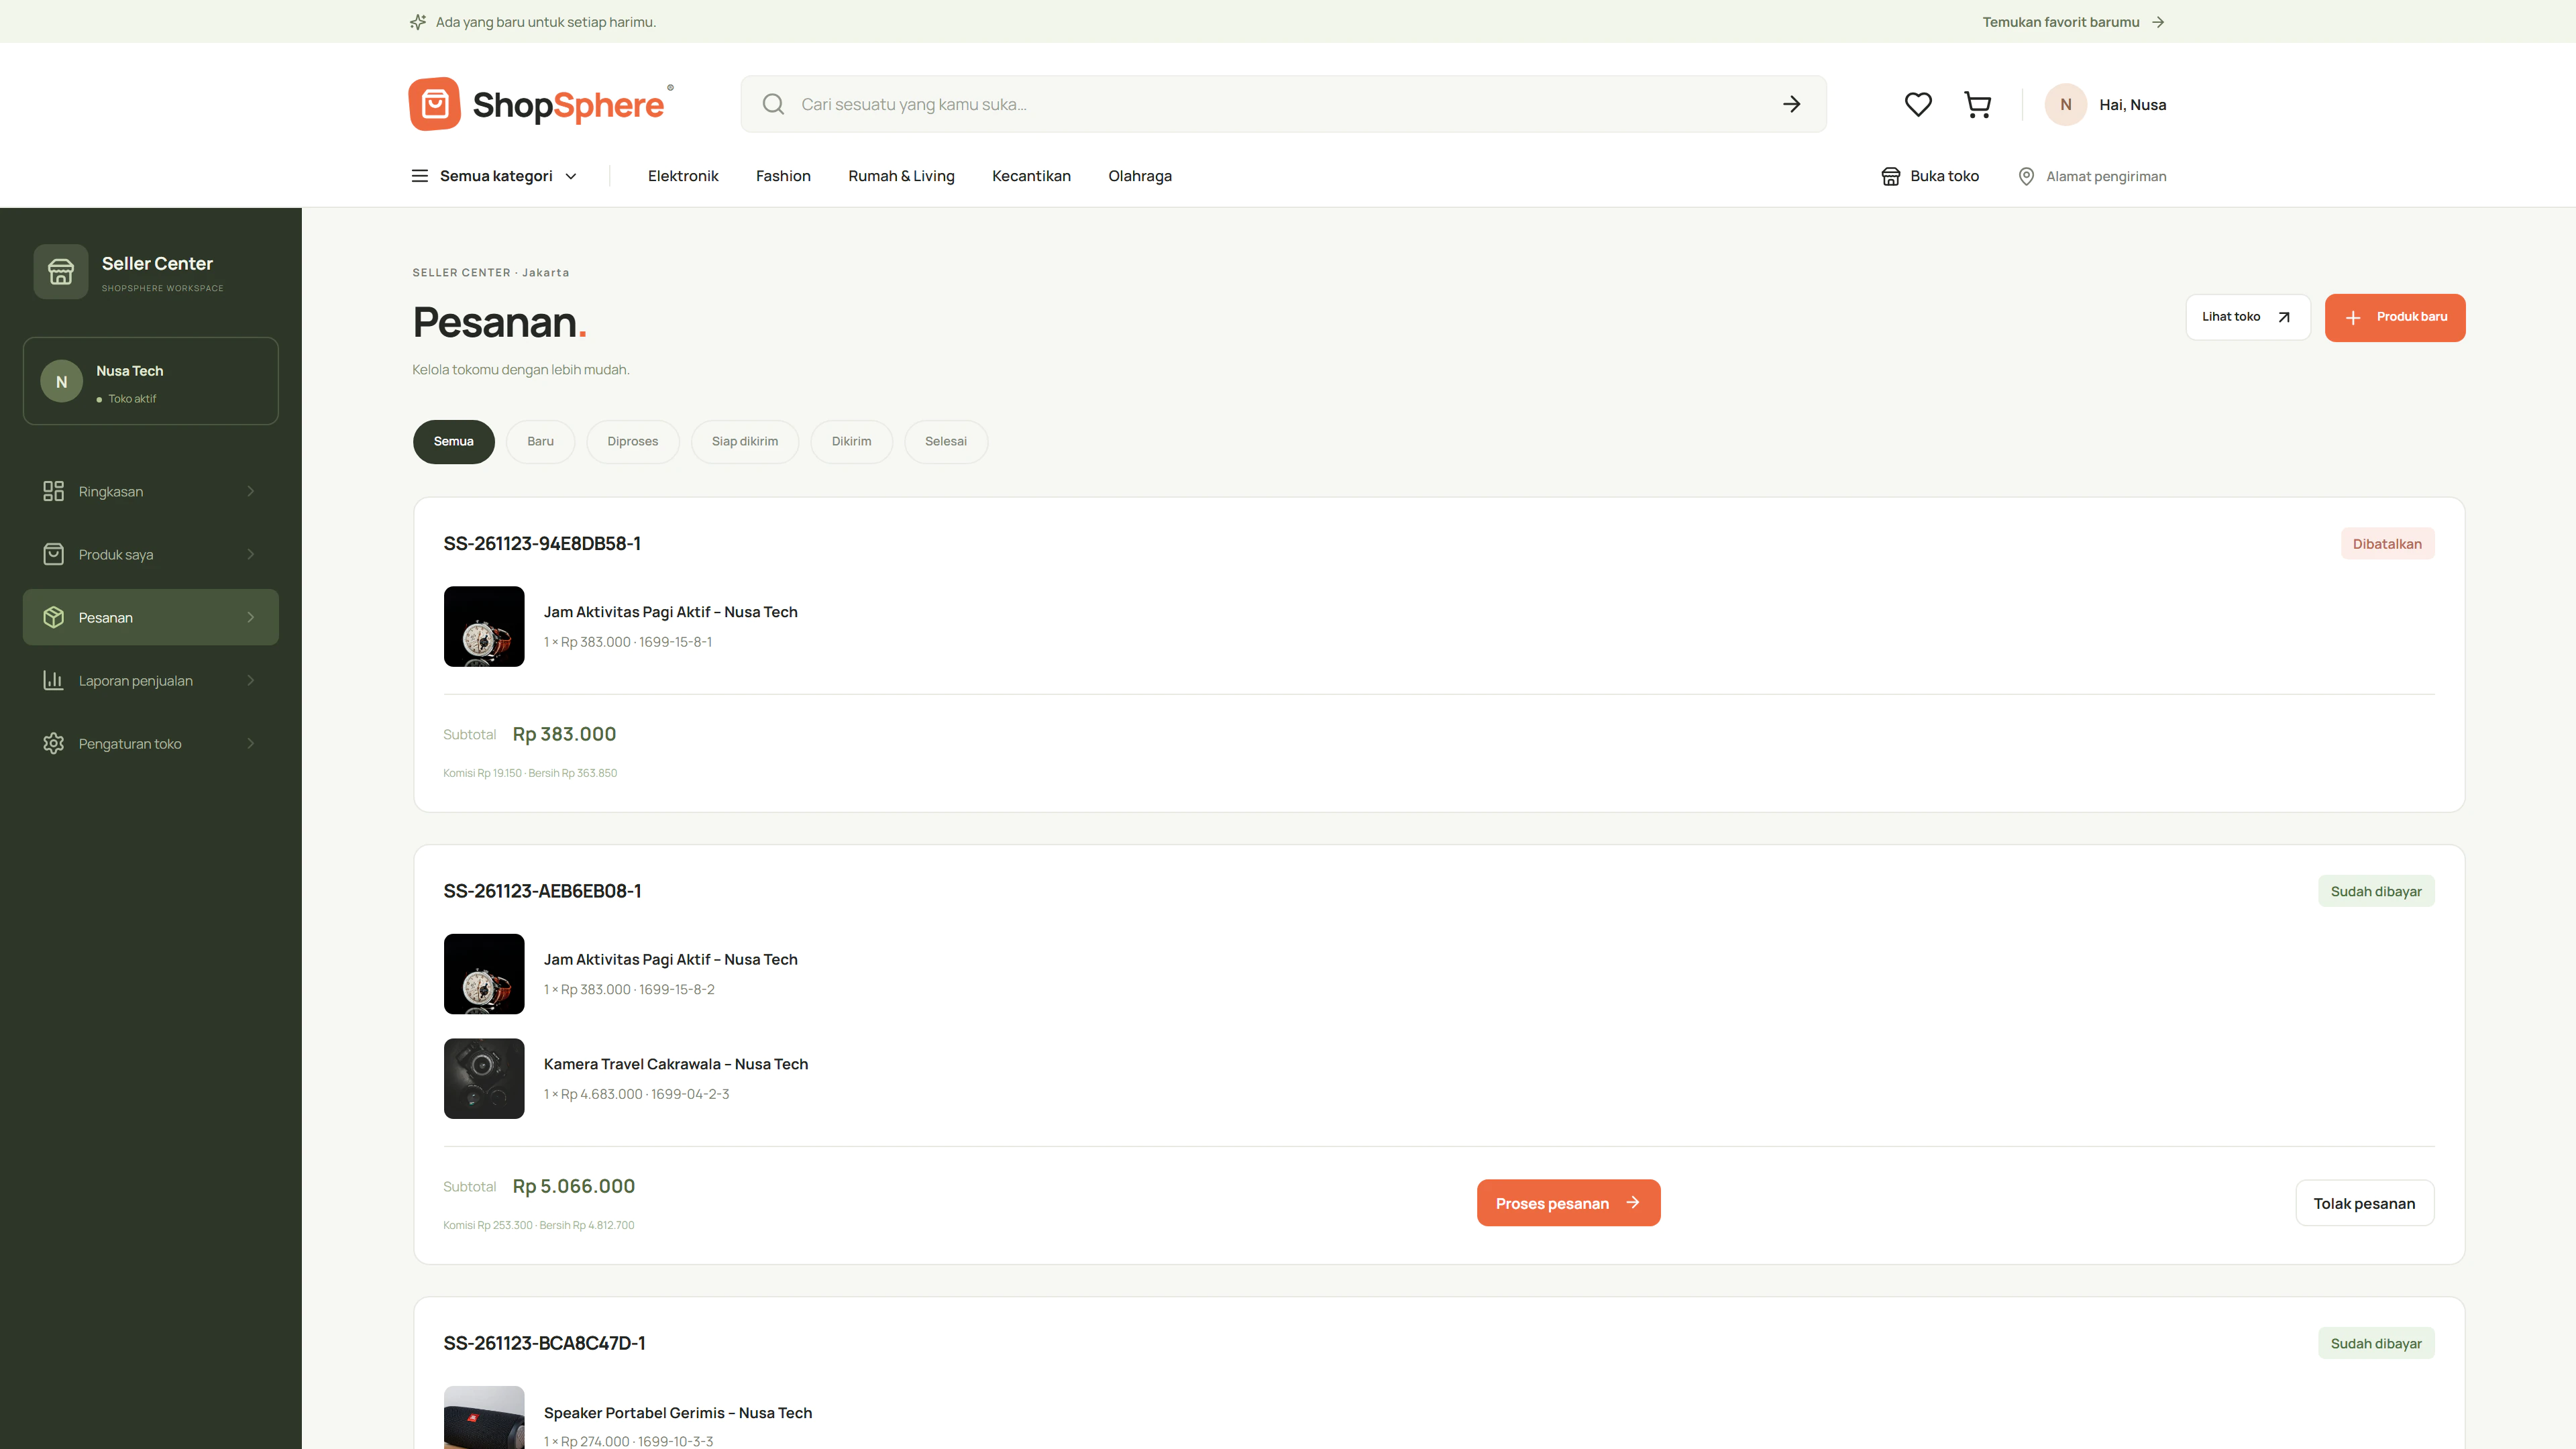 Ada yang baru untuk setiap harimu.
Temukan favorit barumu
ShopSphere
Cari sesuatu yang kamu suka...
N
Hai, Nusa
Semua kategori
Elektronik
Fashion
Rumah & Living
Kecantikan
Olahraga
Buka toko
Alamat pengiriman
Seller Center
SHOPSPHERE WORKSPACE
N
Nusa Tech
Toko aktif
Ringkasan
Produk saya
Pesanan
Laporan penjualan
Pengaturan toko
SELLER CENTER · Jakarta
Pesanan.
Kelola tokomu dengan lebih mudah.
Lihat toko
Produk baru
Semua
Baru
Diproses
Siap dikirim
Dikirim
Selesai
SS-261123-94E8DB58-1
Dibatalkan
Jam Aktivitas Pagi Aktif – Nusa Tech
1 × Rp 383.000 · 1699-15-8-1
Subtotal Rp 383.000
Komisi Rp 19.150 · Bersih Rp 363.850
SS-261123-AEB6EB08-1
Sudah dibayar
Jam Aktivitas Pagi Aktif – Nusa Tech
1 × Rp 383.000 · 1699-15-8-2
Kamera Travel Cakrawala – Nusa Tech
1 × Rp 4.683.000 · 1699-04-2-3
Subtotal Rp 5.066.000
Komisi Rp 253.300 · Bersih Rp 4.812.700
Proses pesanan
Tolak pesanan
SS-261123-BCA8C47D-1
Sudah dibayar
Speaker Portabel Gerimis – Nusa Tech
1 × Rp 274.000 · 1699-10-3-3